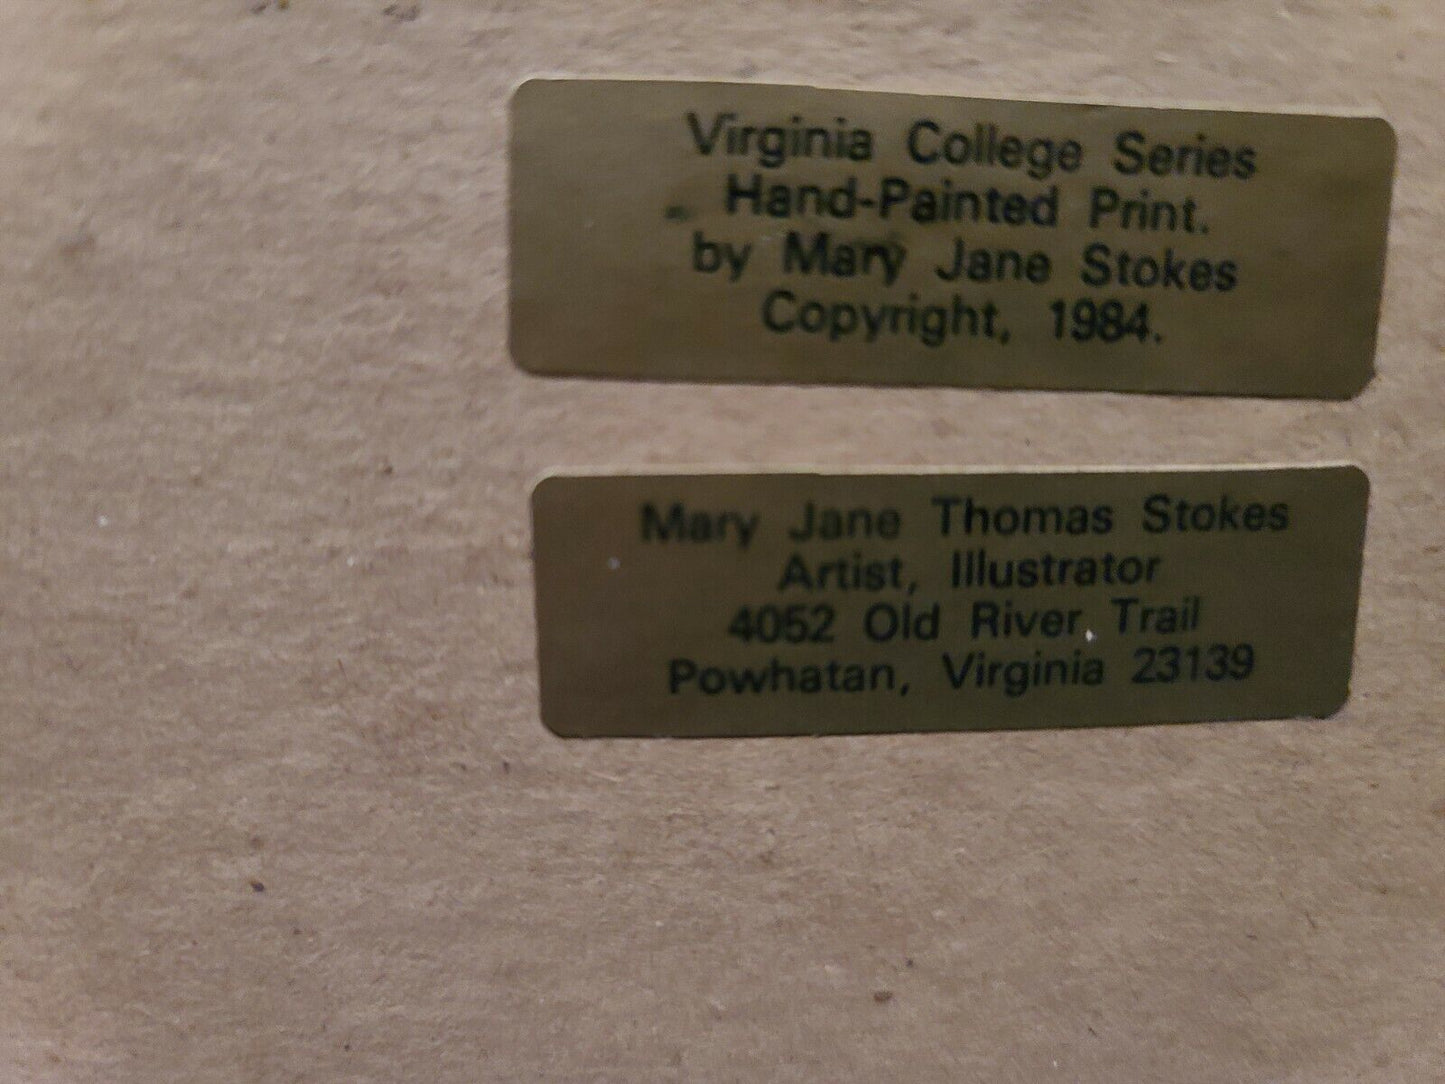 Virginia College Series
Hand-Painted Print.
by Mary Jane Stokes
Copyright, 1984.
Mary Jane Thomas Stokes
Artist, Illustrator
4052 Old River Trail
Powhatan, Virginia 23139